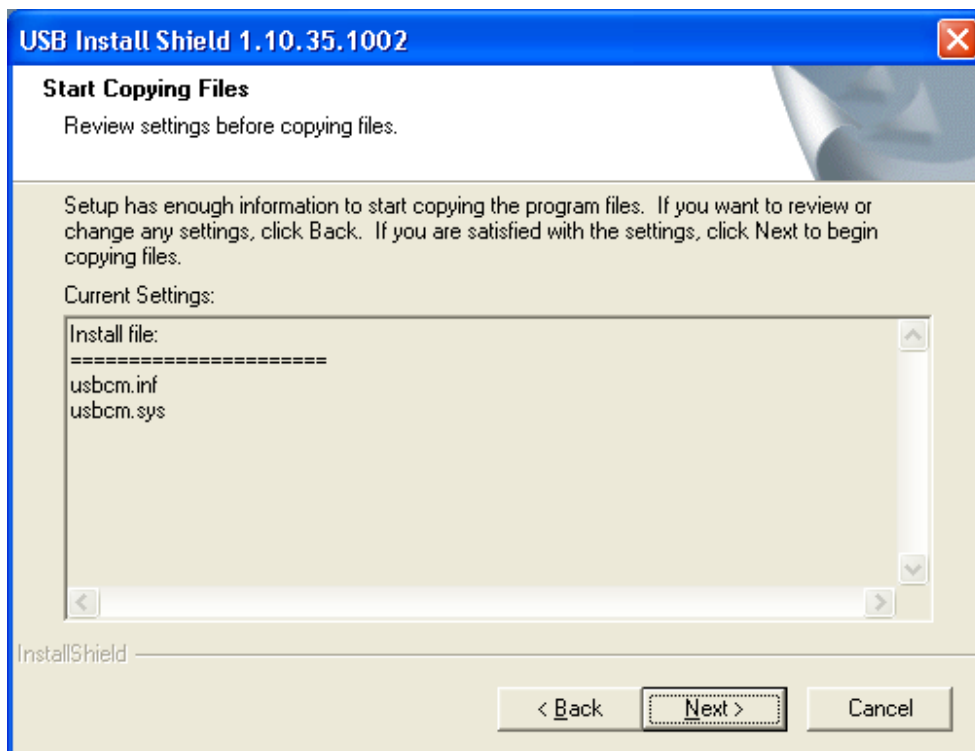 USB Install Shield 1.10.35.1002
Start Copying Files
Review settings before copying files.
Setup has enough information to start copying the program files. If you want to review or
change any settings, click Back. If you are satisfied with the settings, click Next to begin
copying files.
Current Settings:
Install file:
======================
usbcm.inf
usbcm.sys
InstallShield
< Back
Next >
Cancel